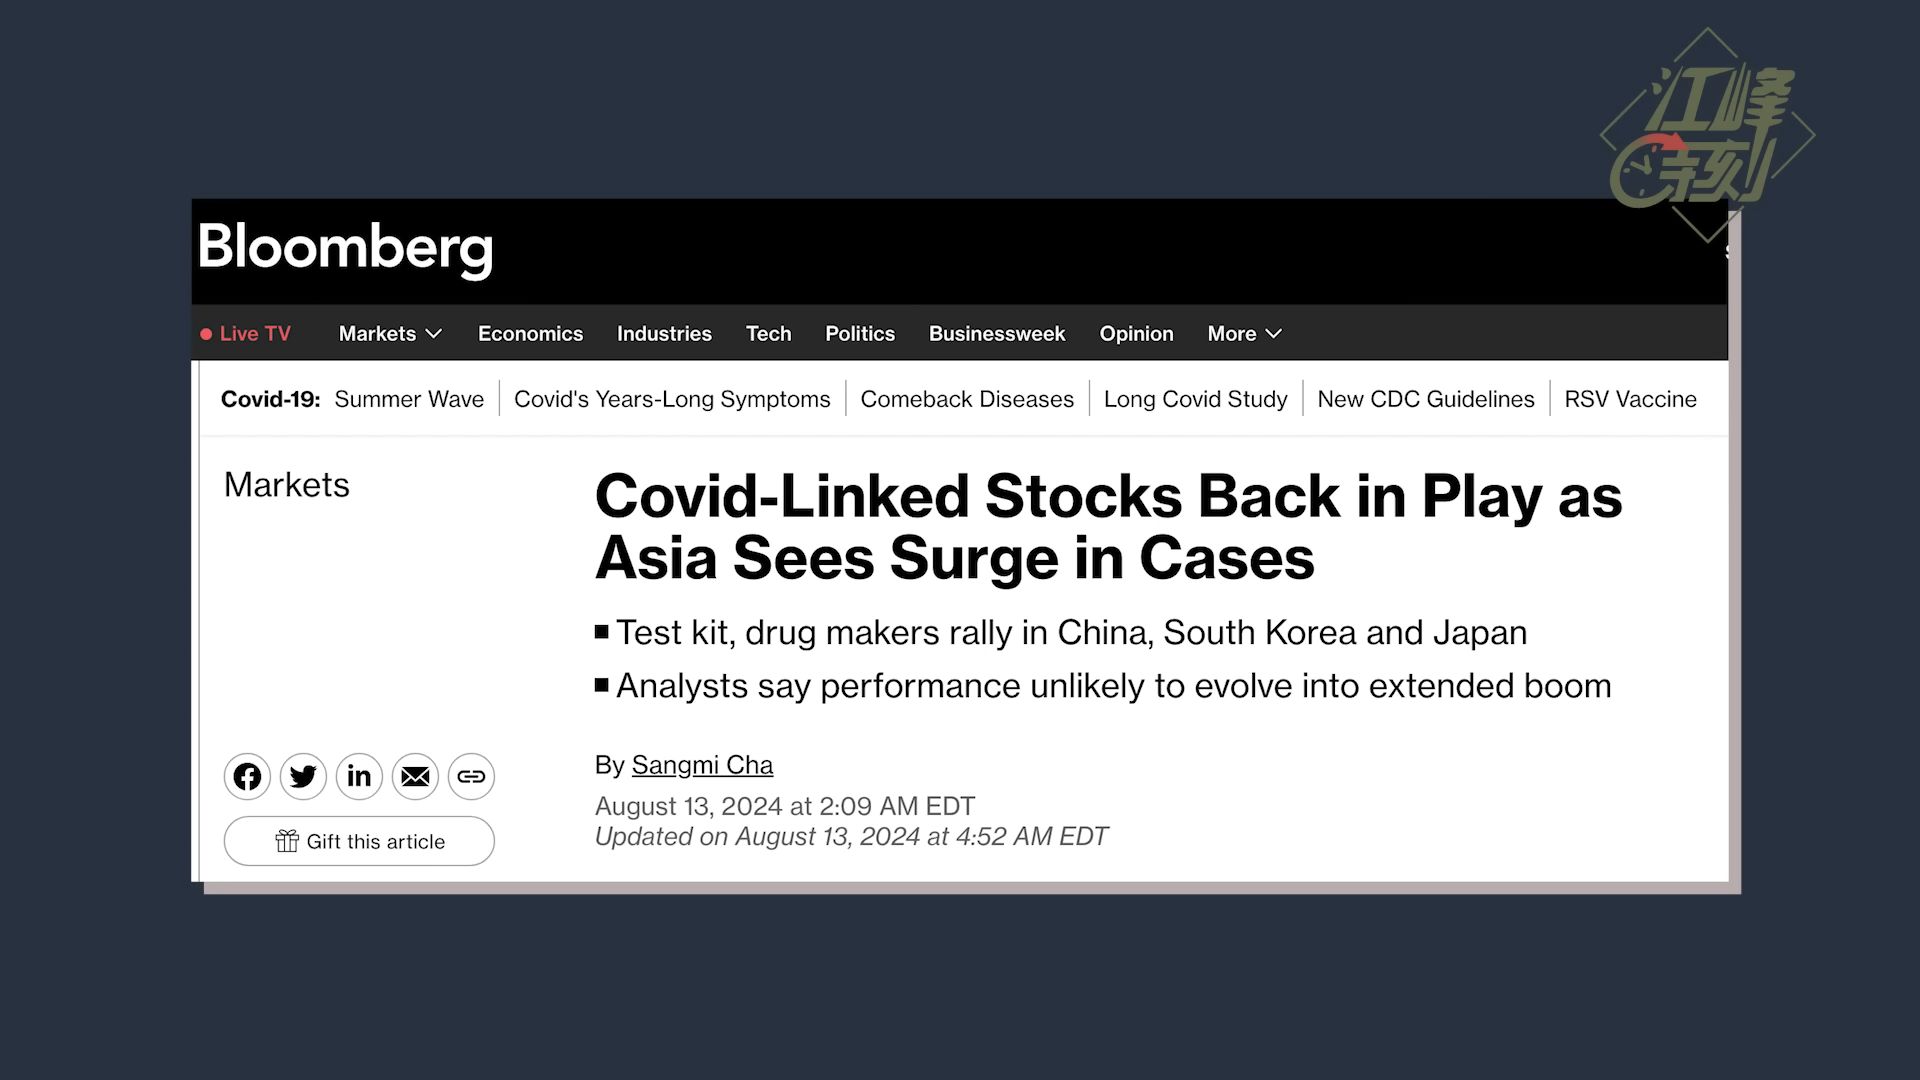 江峰
时刻
Bloomberg
Live TV Markets Economics Industries Tech Politics Businessweek Opinion More
Covid-19: Summer Wave Covid's Years-Long Symptoms Comeback Diseases Long Covid Study New CDC Guidelines RSV Vaccine
Markets
Covid-Linked Stocks Back in Play as
Asia Sees Surge in Cases
Test kit, drug makers rally in China, South Korea and Japan
Analysts say performance unlikely to evolve into extended boom
By Sangmi Cha
August 13, 2024 at 2:09 AM EDT
Updated on August 13, 2024 at 4:52 AM EDT
Gift this article